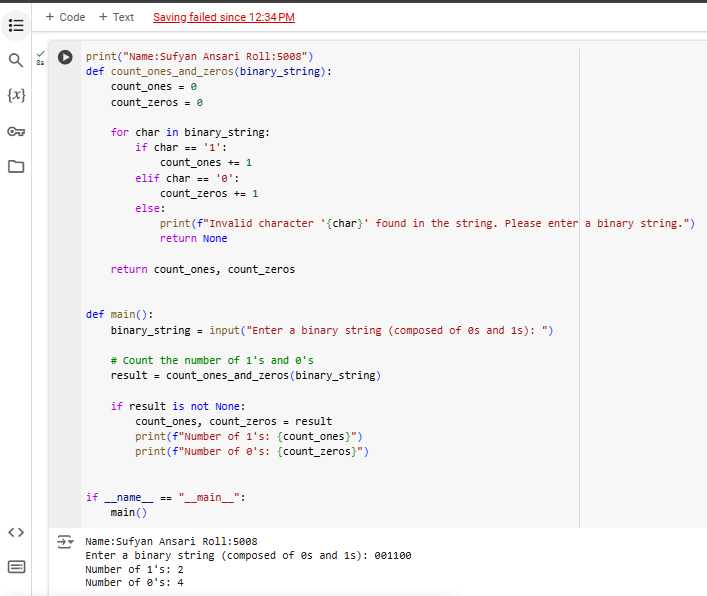 + Code + Text Saving failed since 12:34 PM
{x}
8s
print("Name:Sufyan Ansari Roll:5008")
def count_ones_and_zeros(binary_string):
    count_ones = 0
    count_zeros = 0

    for char in binary_string:
        if char == '1':
            count_ones += 1
        elif char == '0':
            count_zeros += 1
        else:
            print(f"Invalid character '{char}' found in the string. Please enter a binary string.")
            return None

    return count_ones, count_zeros


def main():
    binary_string = input("Enter a binary string (composed of 0s and 1s): ")

    # Count the number of 1's and 0's
    result = count_ones_and_zeros(binary_string)

    if result is not None:
        count_ones, count_zeros = result
        print(f"Number of 1's: {count_ones}")
        print(f"Number of 0's: {count_zeros}")


if __name__ == "__main__":
    main()
Name:Sufyan Ansari Roll:5008
Enter a binary string (composed of 0s and 1s): 001100
Number of 1's: 2
Number of 0's: 4